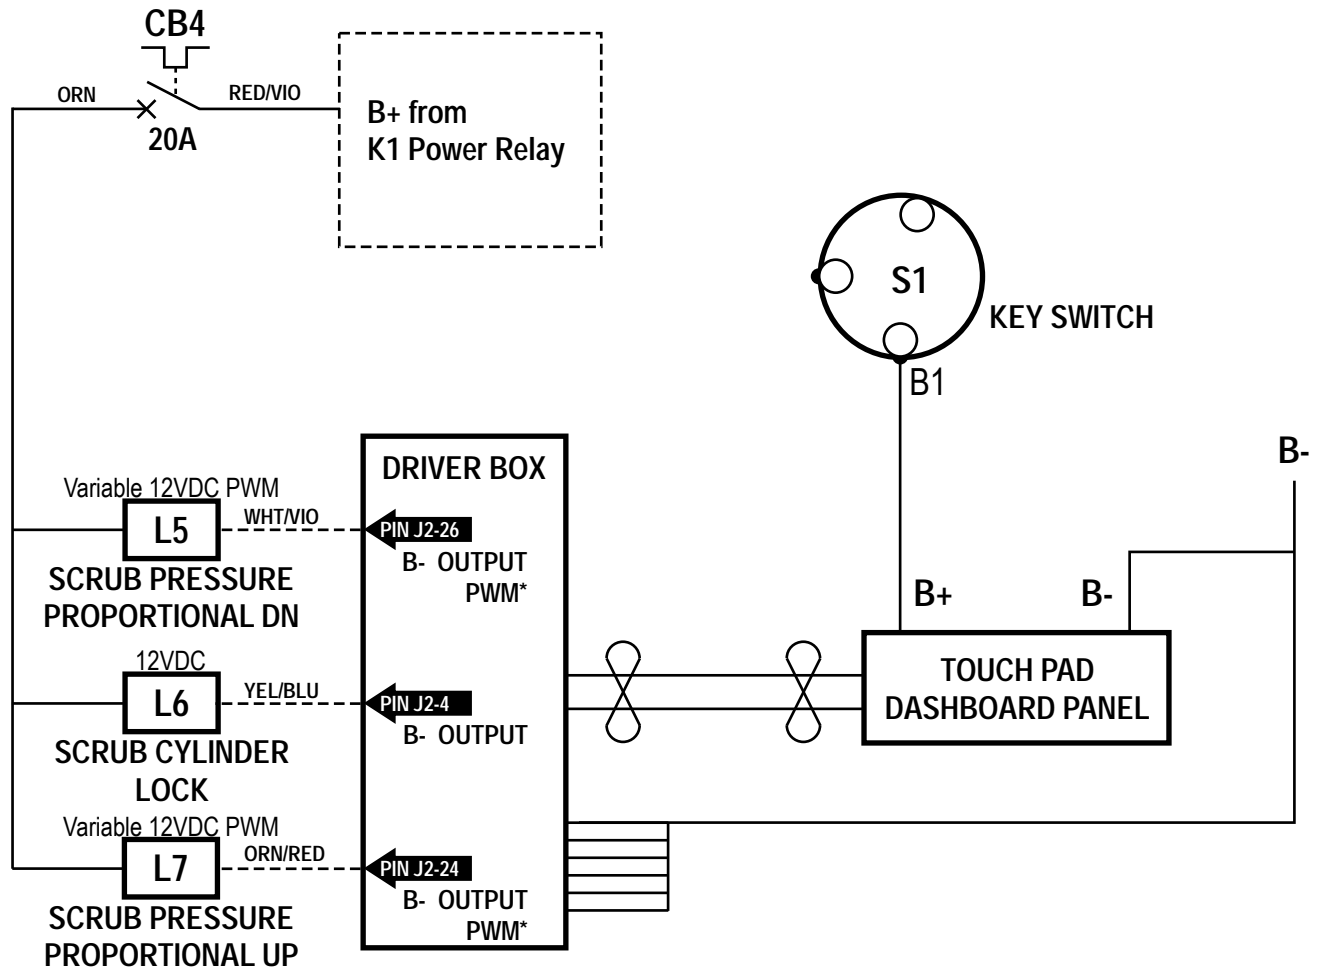 CB4
ORN
RED/VIO
20A
B+ from
K1 Power Relay
S1
KEY SWITCH
B1
B-
DRIVER BOX
Variable 12VDC PWM
L5
WHT/VIO
PIN J2-26
B- OUTPUT
PWM*
SCRUB PRESSURE
PROPORTIONAL DN
B+
B-
TOUCH PAD
DASHBOARD PANEL
12VDC
L6
YEL/BLU
PIN J2-4
B- OUTPUT
SCRUB CYLINDER
LOCK
Variable 12VDC PWM
L7
ORN/RED
PIN J2-24
B- OUTPUT
PWM*
SCRUB PRESSURE
PROPORTIONAL UP